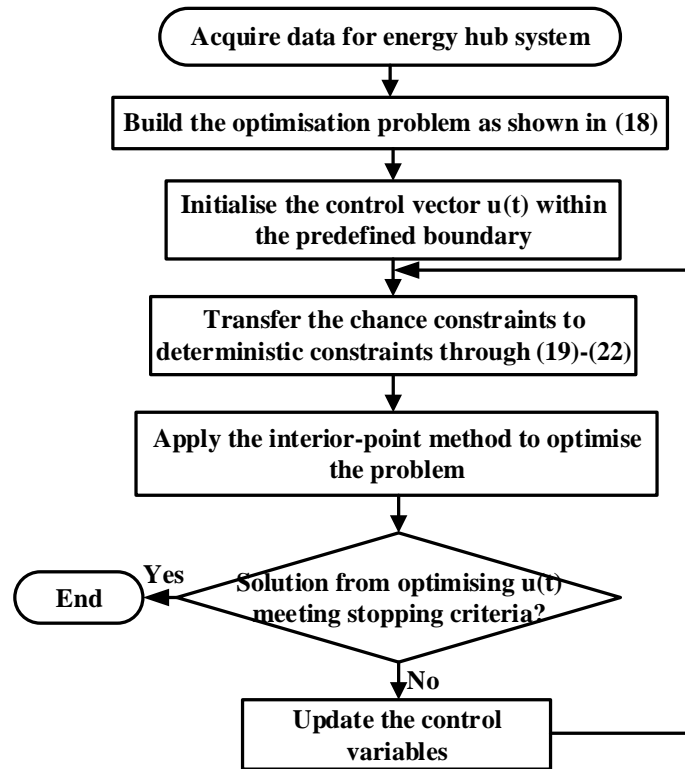 Acquire data for energy hub system
Build the optimisation problem as shown in (18)
Initialise the control vector u(t) within
the predefined boundary
Transfer the chance constraints to
deterministic constraints through (19)-(22)
Apply the interior-point method to optimise
the problem
Solution from optimising u(t)
meeting stopping criteria?
Yes
End
No
Update the control
variables